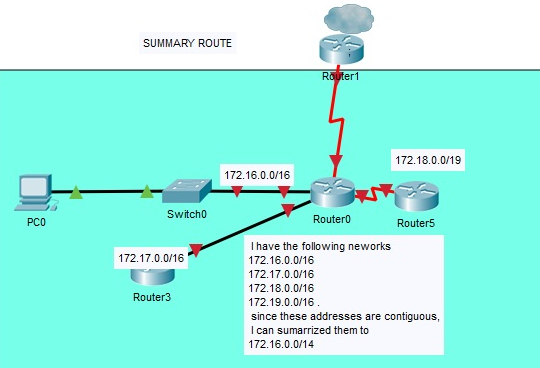 SUMMARY ROUTE
Router1
172.18.0.0/19
172.16.0.0/16
PC0
Switch0
Router0
Router5
172.17.0.0/16
Router3
I have the following neworks
172.16.0.0/16
172.17.0.0/16
172.18.0.0/16
172.19.0.0/16 .
since these addresses are contiguous,
I can sumarrized them to
172.16.0.0/14